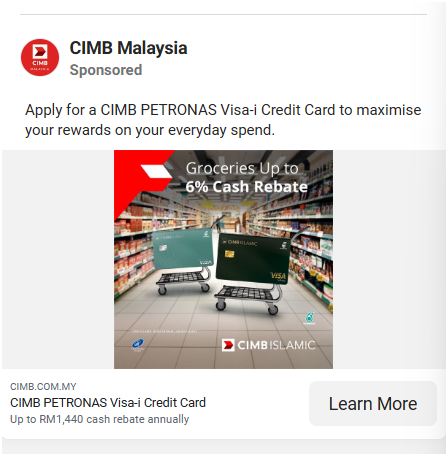 CIMB Malaysia
Sponsored
Apply for a CIMB PETRONAS Visa-i Credit Card to maximise
your rewards on your everyday spend.
Groceries Up to
6% Cash Rebate
CIMB ISLAMIC
VISA
VISA
CIMB ISLAMIC
CIMB.COM.MY
CIMB PETRONAS Visa-i Credit Card
Up to RM1,440 cash rebate annually
Learn More